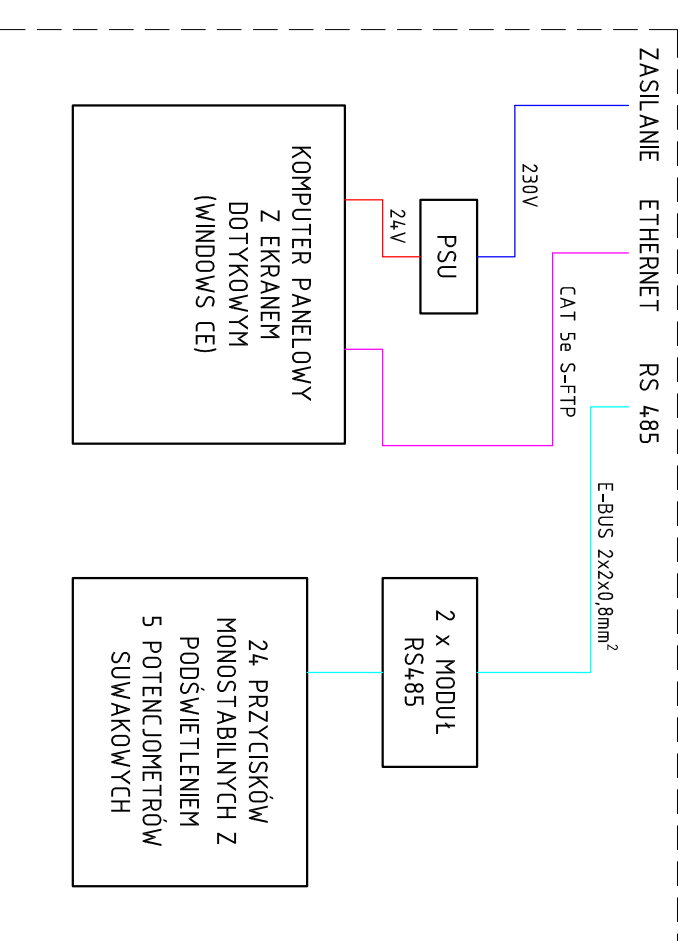 ZASILANIE
ETHERNET
RS 485
230V
CAT 5e S-FTP
E-BUS 2x2x0,8mm²
PSU
24V
2 x MODUŁ
RS485
KOMPUTER PANELOWY
Z EKRANEM
DOTYKOWYM
(WINDOWS CE)
24 PRZYCISKÓW
MONOSTABILNYCH Z
PODŚWIETLENIEM
5 POTENCJOMETRÓW
SUWAKOWYCH